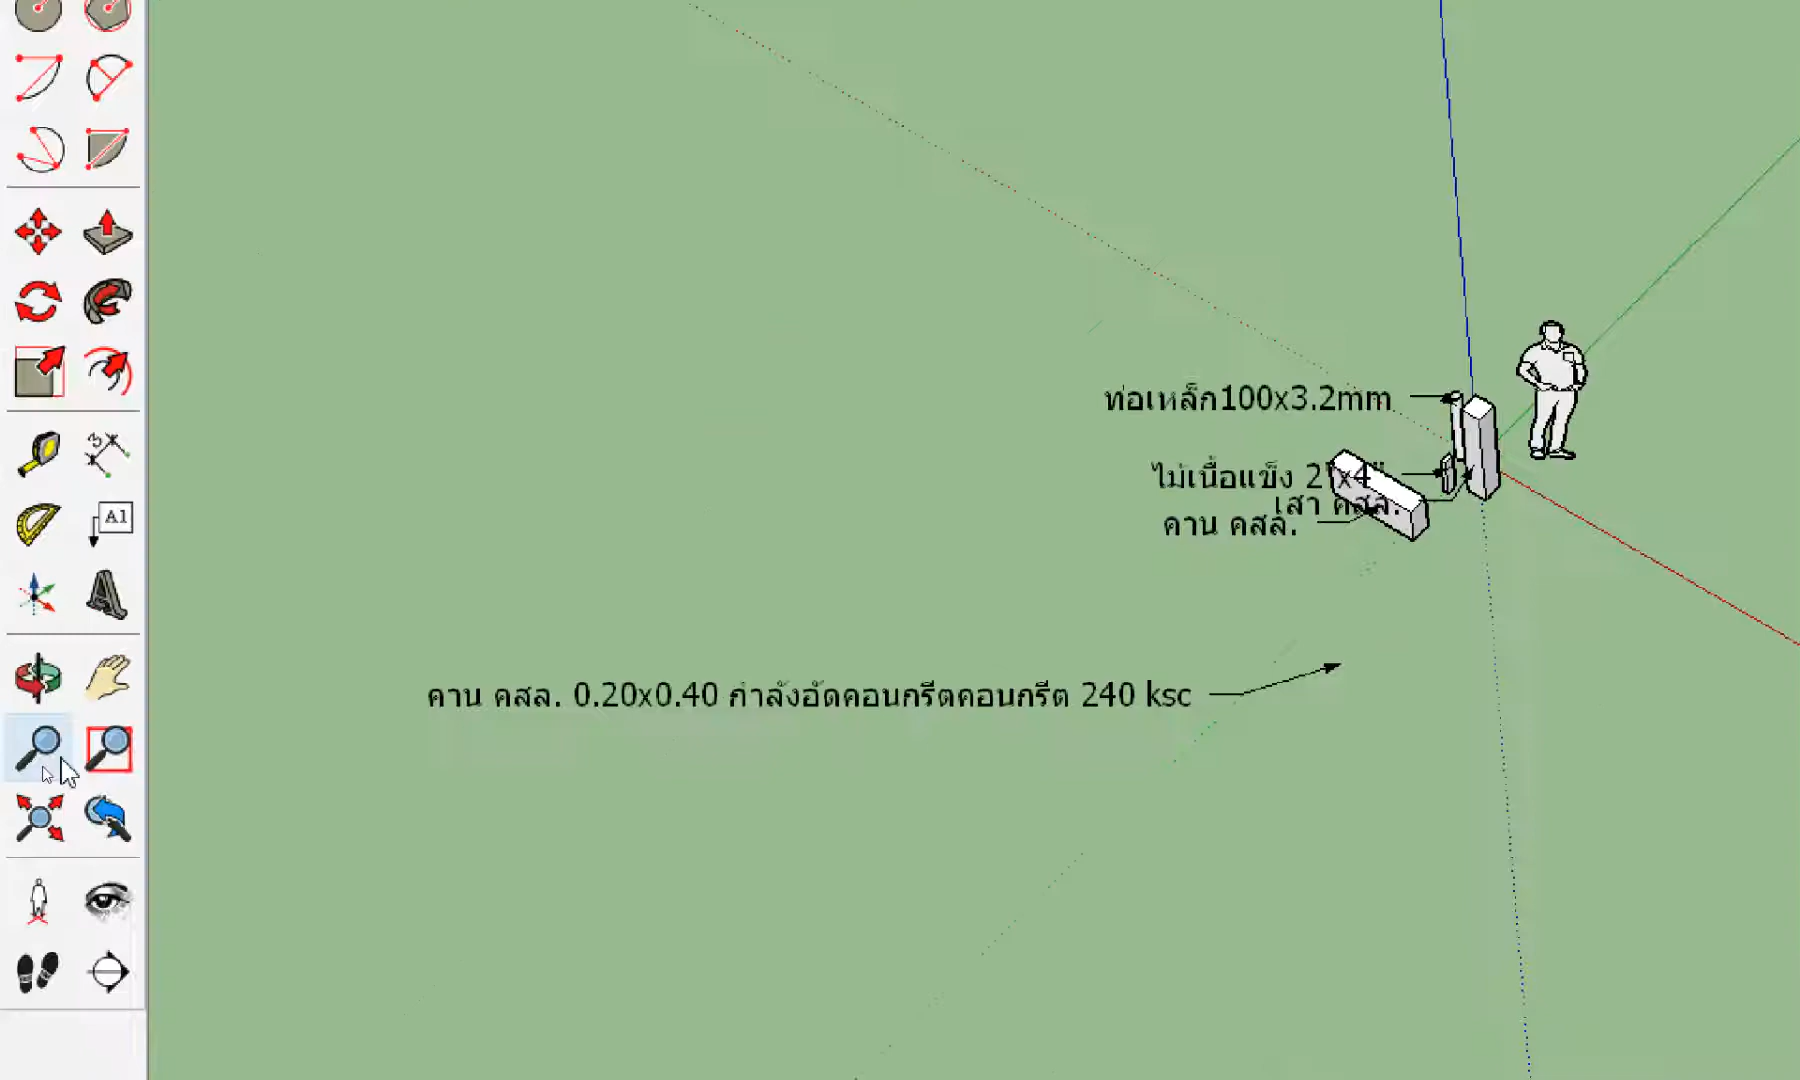 ท่อเหล็ก100x3.2mm
ไม่เนื้อแข็ง 2"x4"
เสา คสล.
คาน คสล.
คาน คสล. 0.20x0.40 กำลังอัดคอนกรีตคอนกรีต 240 ksc
A1
3
A